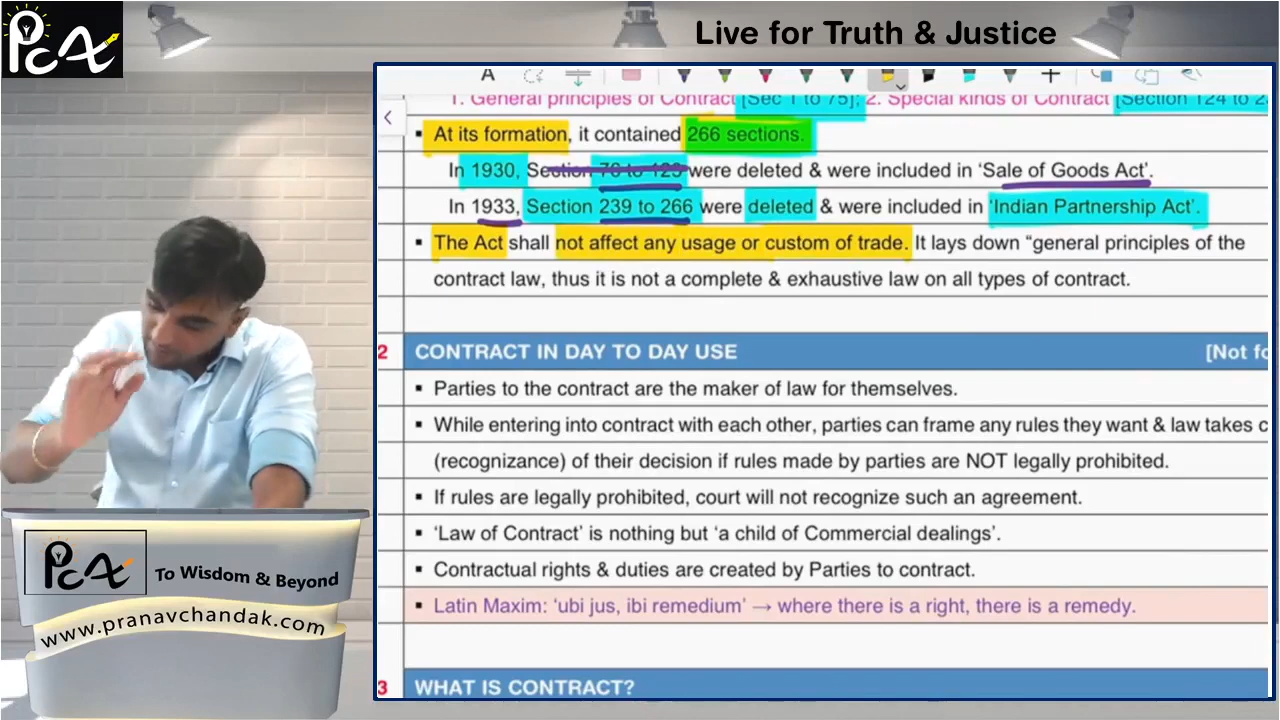 PCA
Live for Truth & Justice
A
1. General principles of Contract [Sec 1 to 75]; 2. Special kinds of Contract [Section 124 to 2
▪ At its formation, it contained 266 sections.
In 1930, Section 76 to 123 were deleted & were included in ‘Sale of Goods Act’.
In 1933, Section 239 to 266 were deleted & were included in ‘Indian Partnership Act’.
▪ The Act shall not affect any usage or custom of trade. It lays down “general principles of the
contract law, thus it is not a complete & exhaustive law on all types of contract.
2 CONTRACT IN DAY TO DAY USE [Not fo
▪ Parties to the contract are the maker of law for themselves.
▪ While entering into contract with each other, parties can frame any rules they want & law takes c
(recognizance) of their decision if rules made by parties are NOT legally prohibited.
▪ If rules are legally prohibited, court will not recognize such an agreement.
▪ ‘Law of Contract’ is nothing but ‘a child of Commercial dealings’.
▪ Contractual rights & duties are created by Parties to contract.
▪ Latin Maxim: ‘ubi jus, ibi remedium’ → where there is a right, there is a remedy.
3 WHAT IS CONTRACT?
PCA To Wisdom & Beyond
www.pranavchandak.com